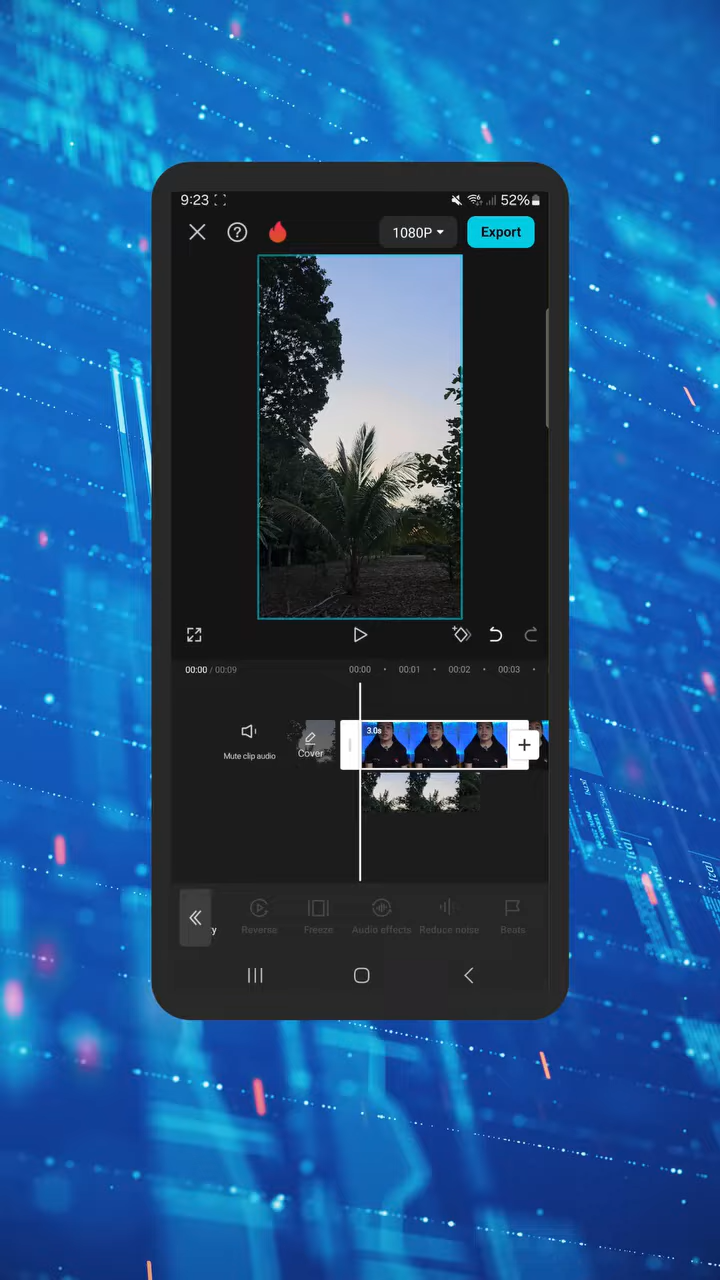 9:23 52%
1080P Export
00:00 / 00:09 00:00 00:01 00:02 00:03
3.0s
Mute clip audio Cover
y Reverse Freeze Audio effects Reduce noise Beats